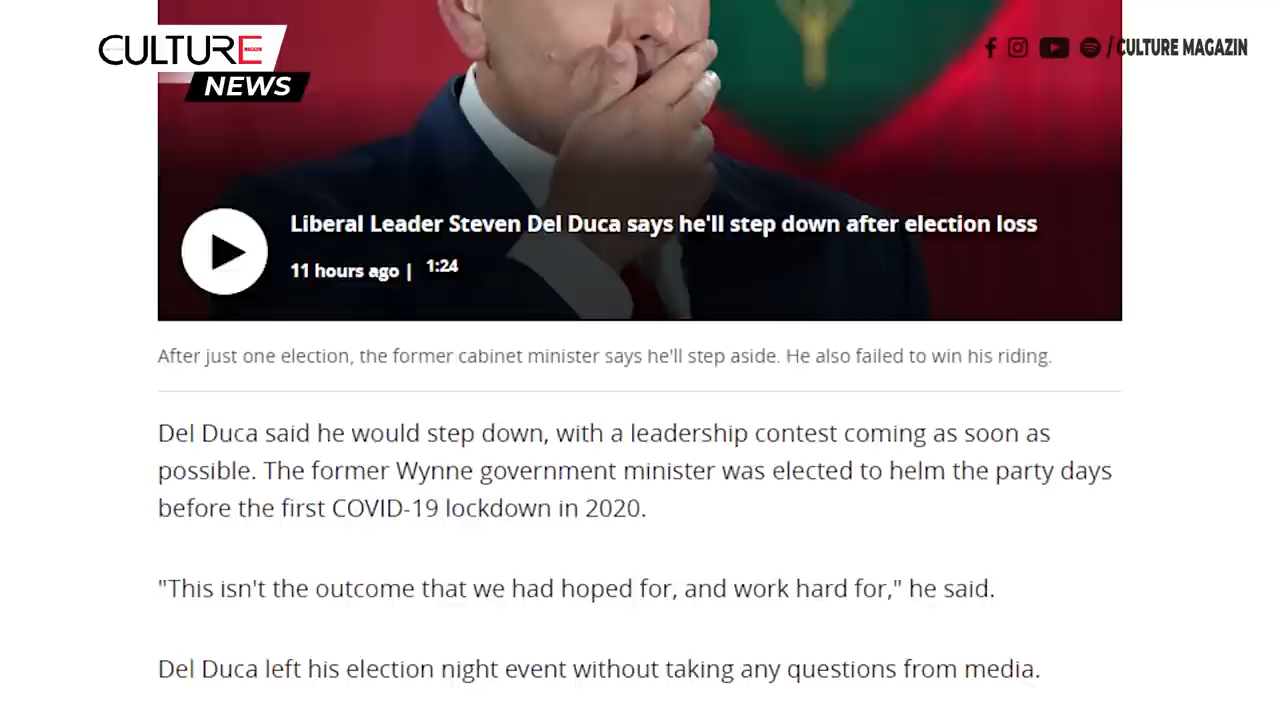 CULTURE
MAGAZIN
NEWS
/CULTURE MAGAZIN
Liberal Leader Steven Del Duca says he'll step down after election loss
11 hours ago | 1:24
After just one election, the former cabinet minister says he'll step aside. He also failed to win his riding.
Del Duca said he would step down, with a leadership contest coming as soon as
possible. The former Wynne government minister was elected to helm the party days
before the first COVID-19 lockdown in 2020.
"This isn't the outcome that we had hoped for, and work hard for," he said.
Del Duca left his election night event without taking any questions from media.